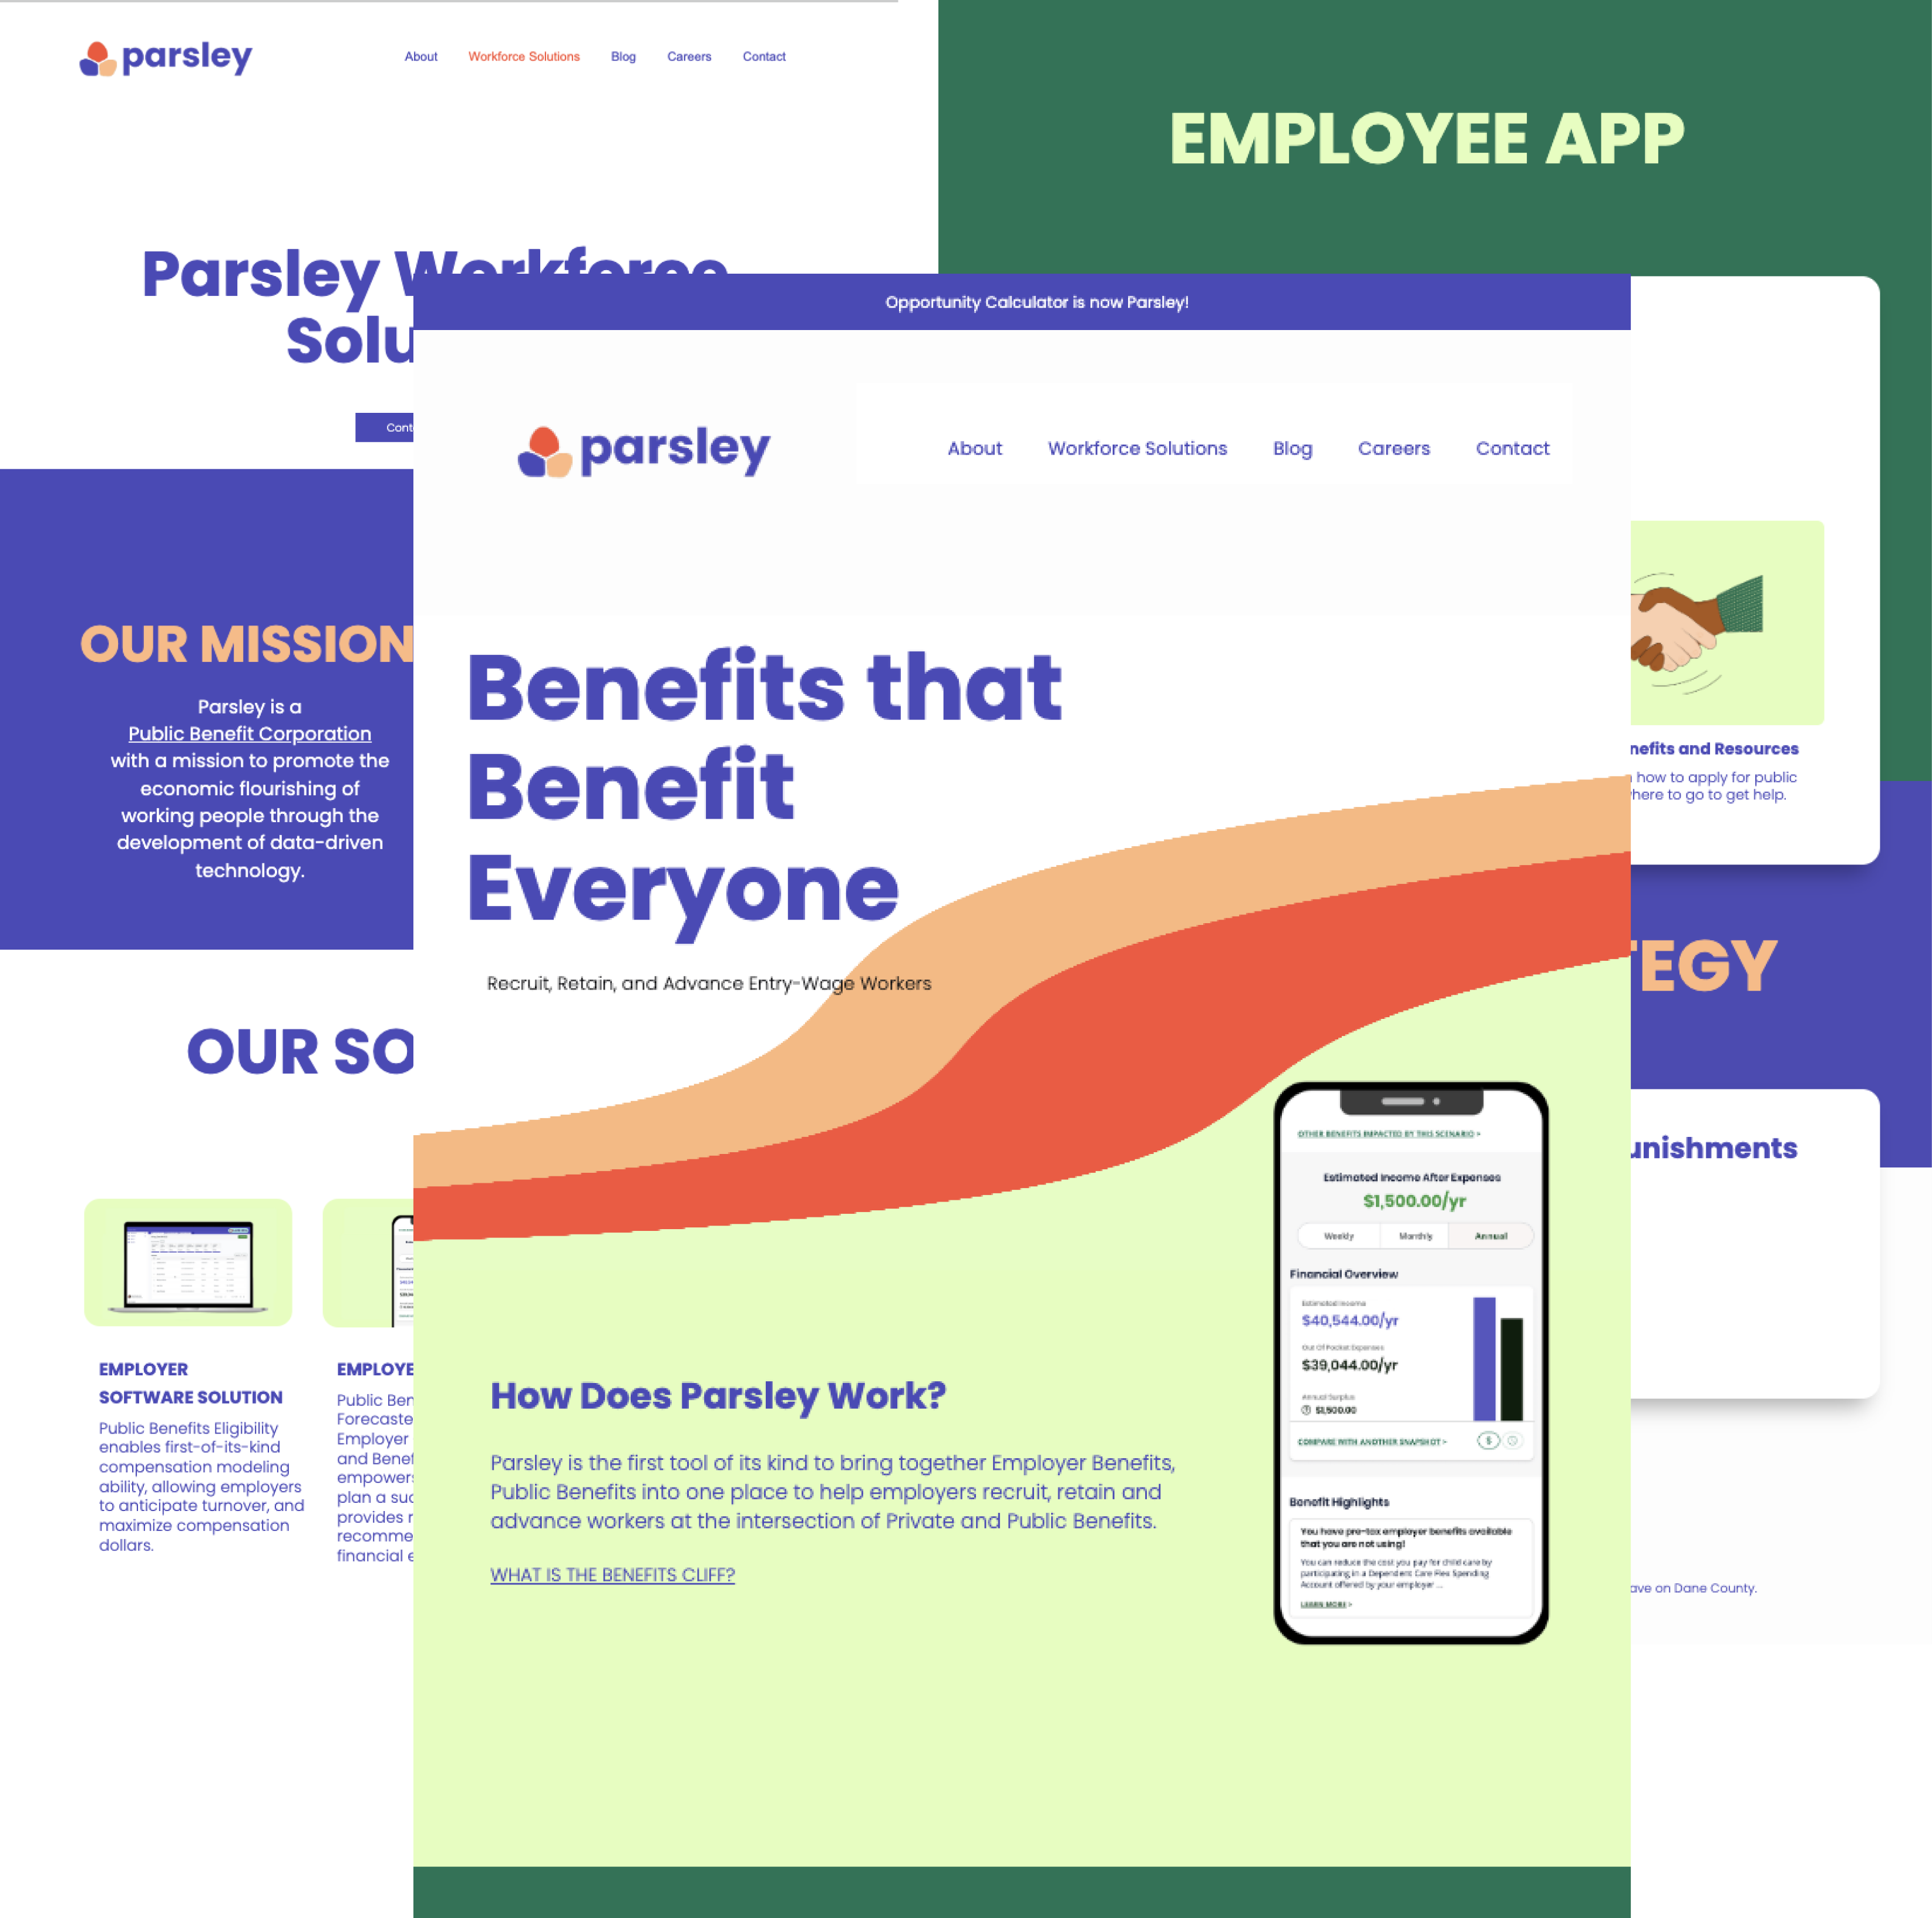 parsley
About Workforce Solutions Blog Careers Contact
Parsley Workforce
Solu
Cont
OUR MISSION
Parsley is a
Public Benefit Corporation
with a mission to promote the
economic flourishing of
working people through the
development of data-driven
technology.
OUR SO
EMPLOYER
SOFTWARE SOLUTION
Public Benefits Eligibility
enables first-of-its-kind
compensation modeling
ability, allowing employers
to anticipate turnover, and
maximize compensation
dollars.
EMPLOYE
Public Ben
Forecaste
Employer
and Benef
empowers
plan a suc
provides r
recomme
financial e
Opportunity Calculator is now Parsley!
parsley
About Workforce Solutions Blog Careers Contact
Benefits that
Benefit
Everyone
Recruit, Retain, and Advance Entry-Wage Workers
How Does Parsley Work?
Parsley is the first tool of its kind to bring together Employer Benefits,
Public Benefits into one place to help employers recruit, retain and
advance workers at the intersection of Private and Public Benefits.
WHAT IS THE BENEFITS CLIFF?
OTHER BENEFITS IMPACTED BY THIS SCENARIO >
Estimated Income After Expenses
$1,500.00/yr
Weekly Monthly Annual
Financial Overview
Estimated Income
$40,544.00/yr
Out Of Pocket Expenses
$39,044.00/yr
Annual Surplus
$1,500.00
COMPARE WITH ANOTHER SNAPSHOT >
$
Benefit Highlights
You have pre-tax employer benefits available
that you are not using!
You can reduce the cost you pay for child care by
participating in a Dependent Care Flex Spending
Account offered by your employer ...
LEARN MORE >
EMPLOYEE APP
nefits and Resources
how to apply for public
here to go to get help.
TEGY
unishments
ave on Dane County.